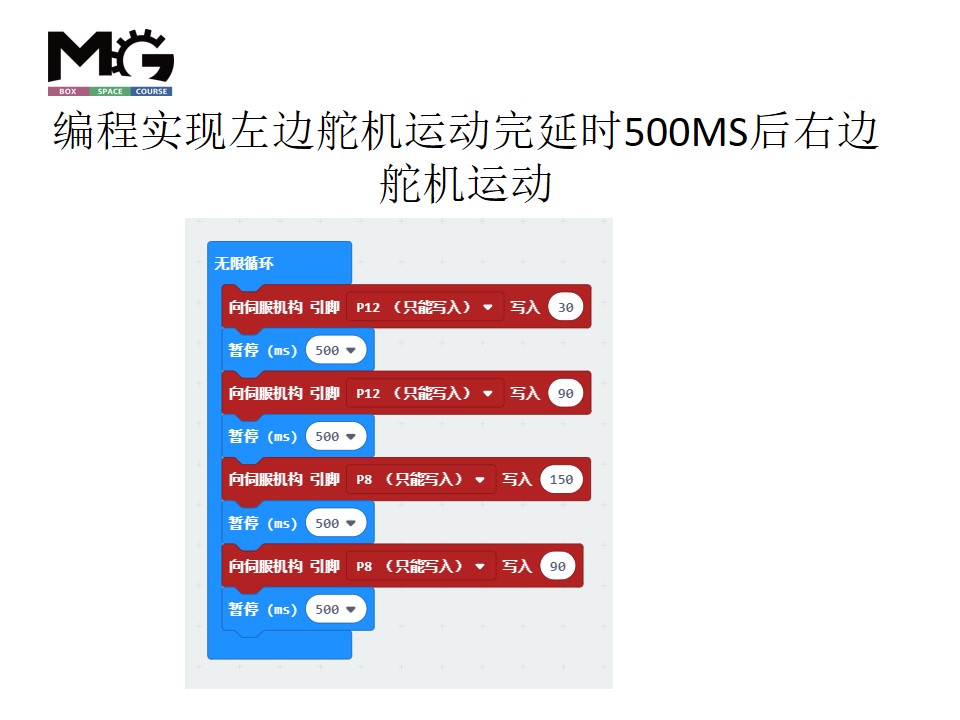 MG
BOX SPACE COURSE
编程实现左边舵机运动完延时500MS后右边
舵机运动
无限循环
向伺服机构 引脚 P12 （只能写入） 写入 30
暂停 (ms) 500
向伺服机构 引脚 P12 （只能写入） 写入 90
暂停 (ms) 500
向伺服机构 引脚 P8 （只能写入） 写入 150
暂停 (ms) 500
向伺服机构 引脚 P8 （只能写入） 写入 90
暂停 (ms) 500